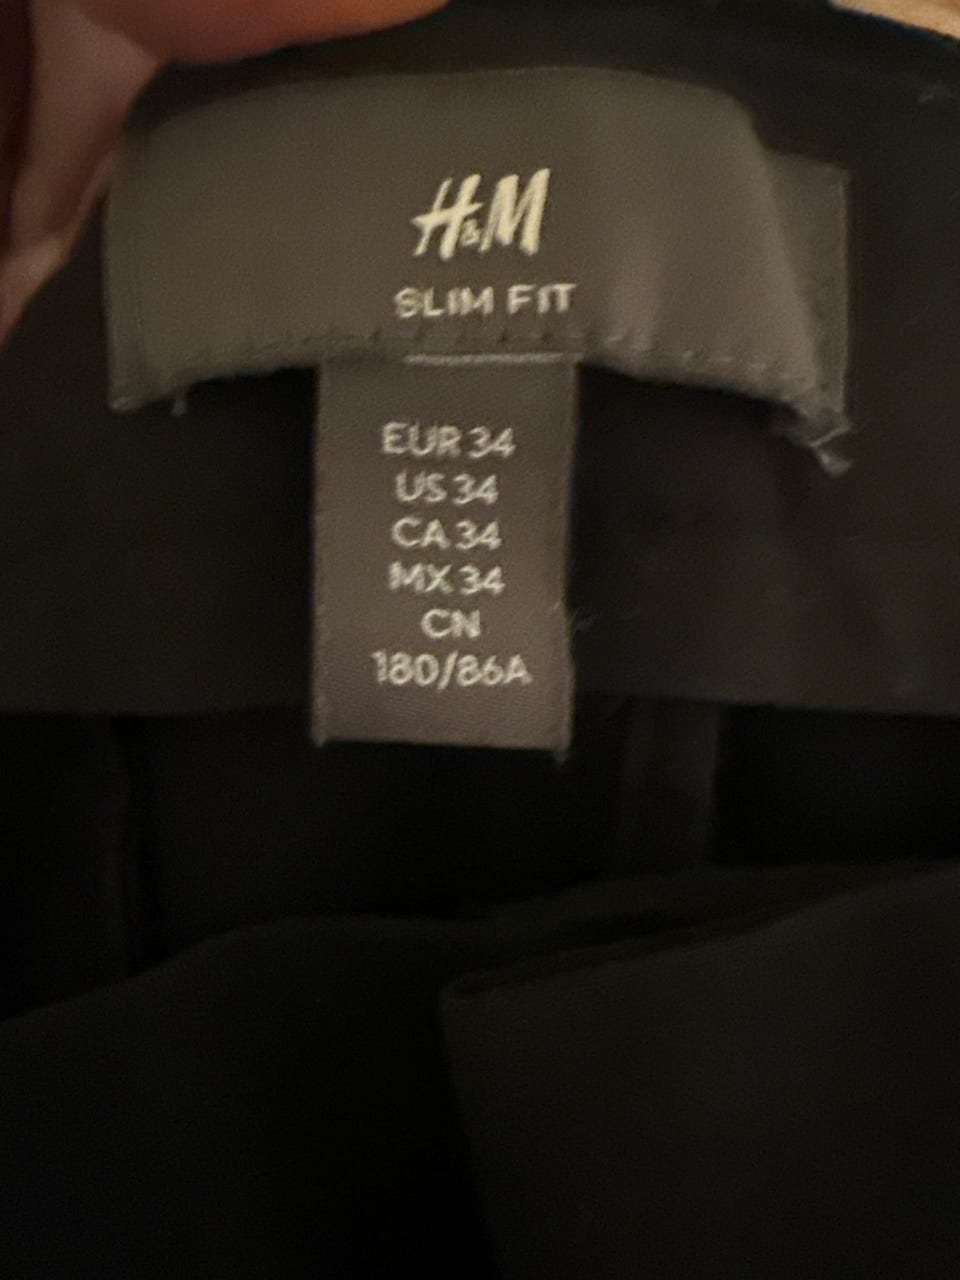 H&M
SLIM FIT
EUR 34
US 34
CA 34
MX 34
CN
180/86A